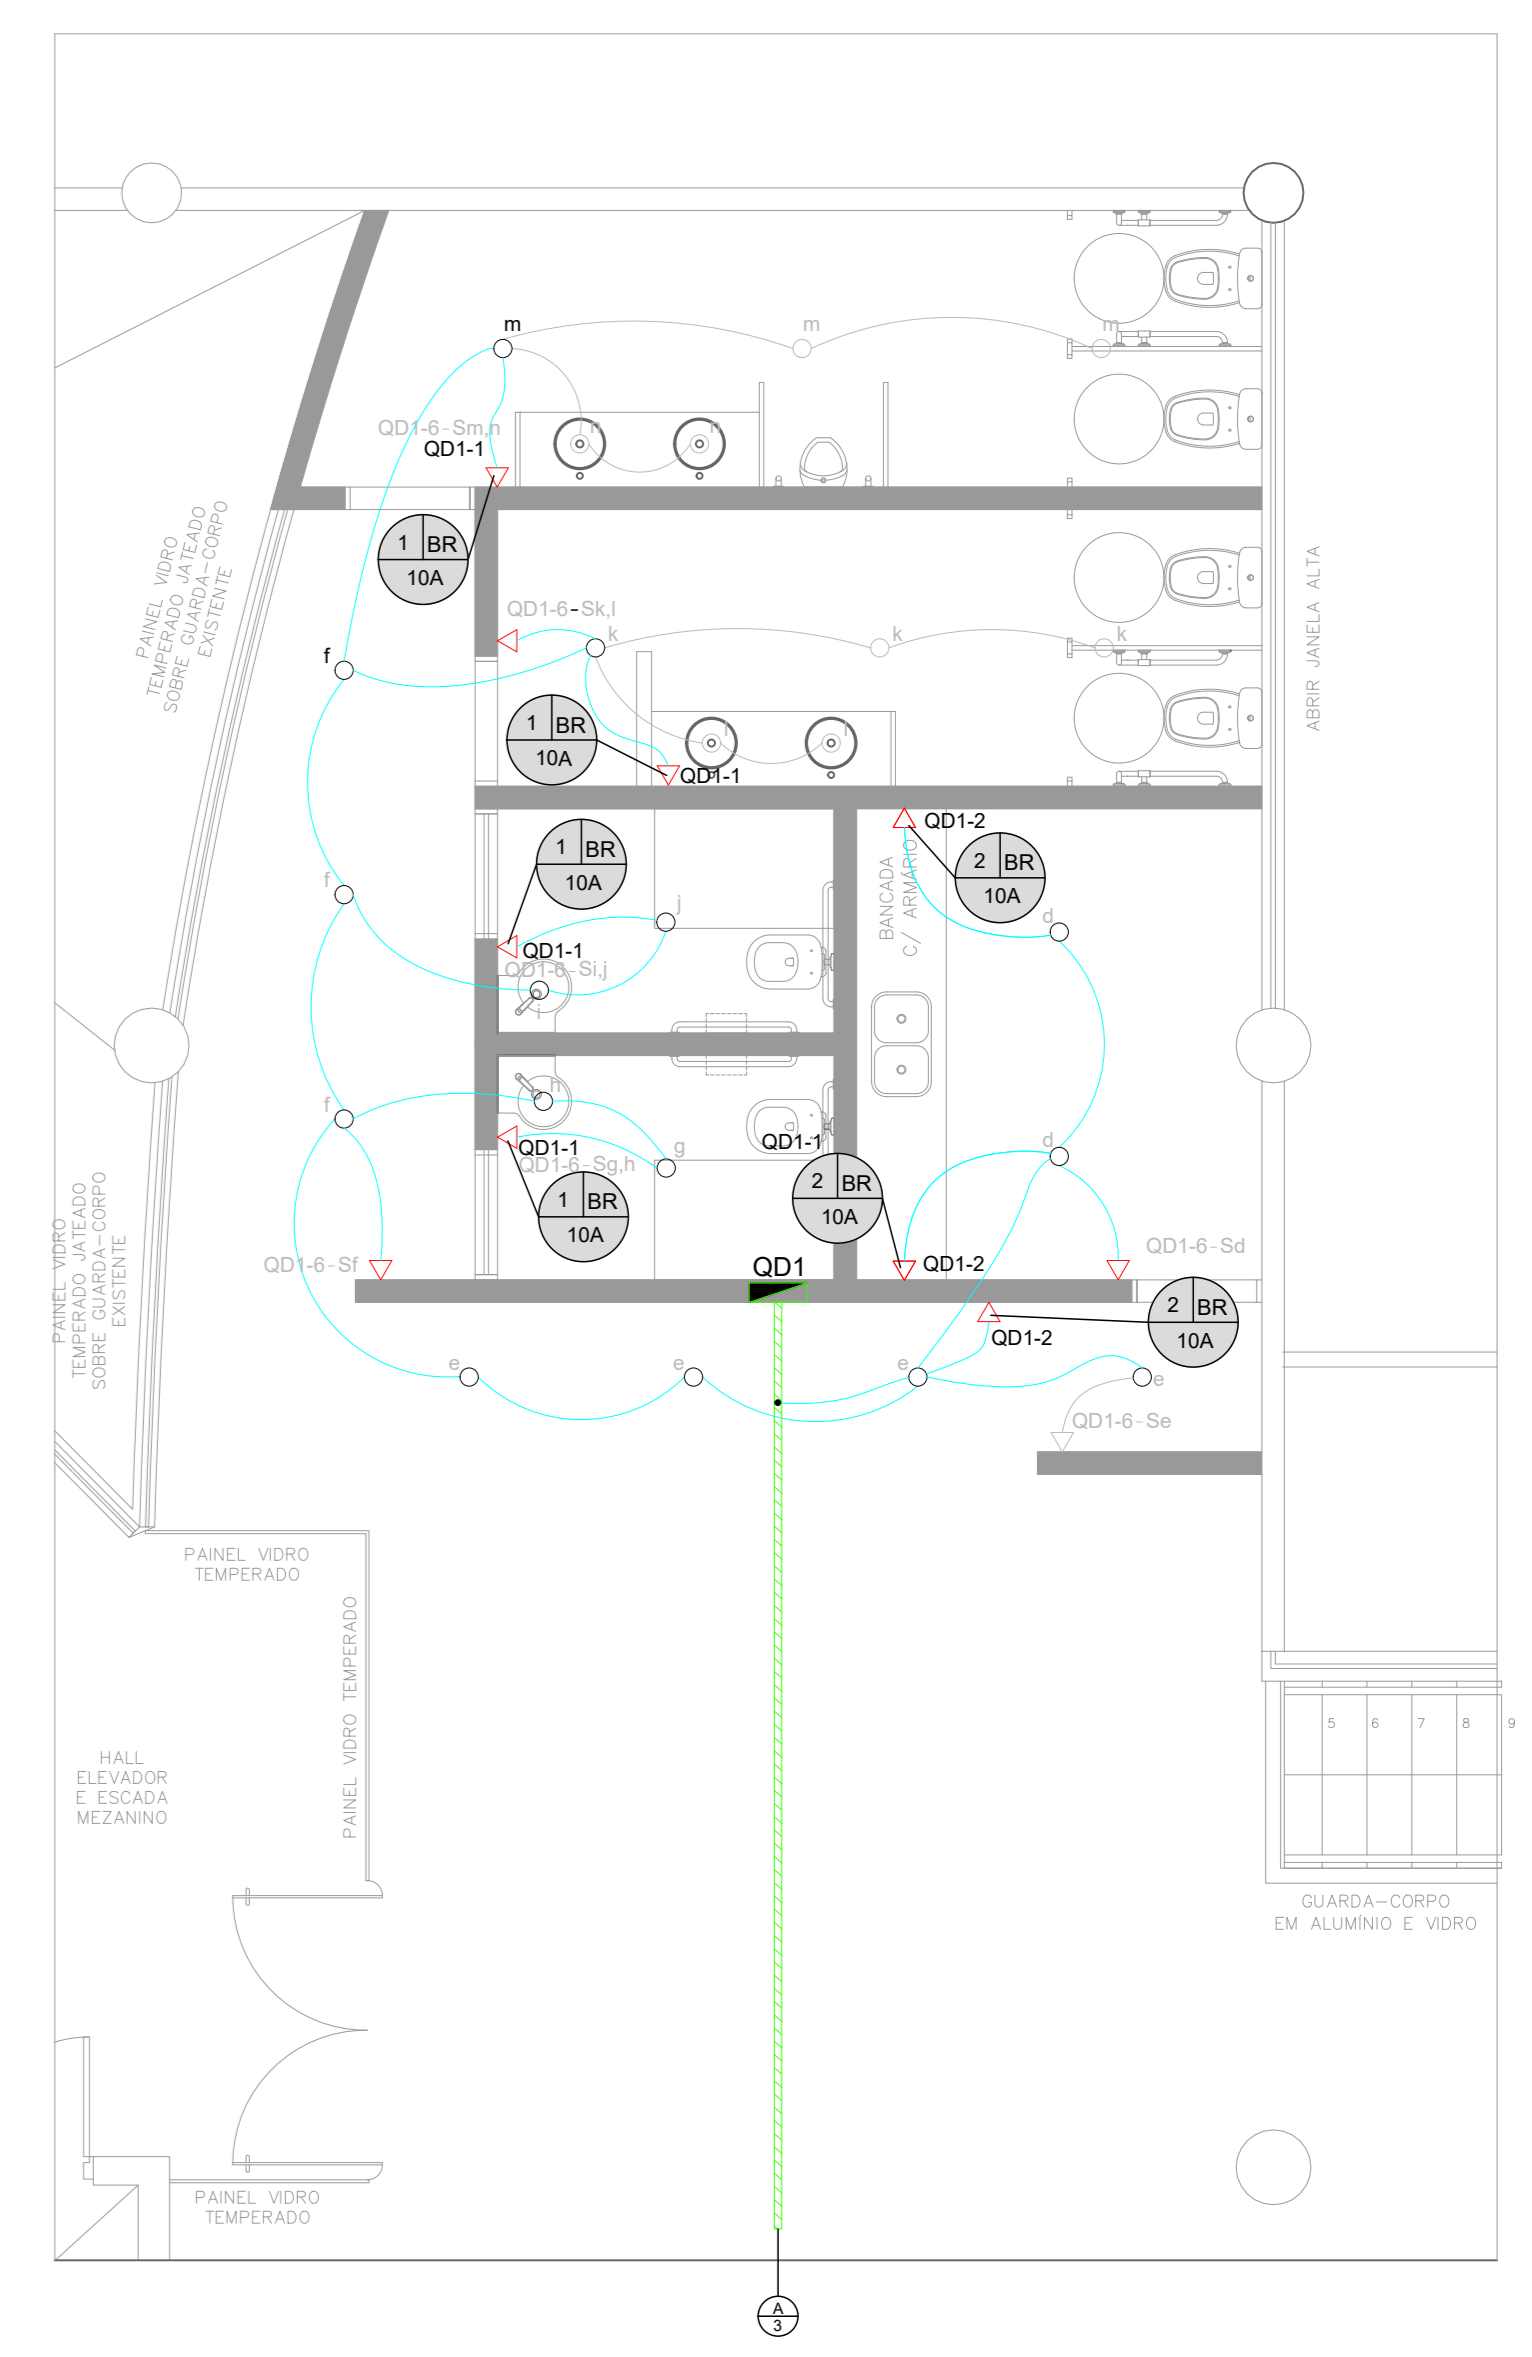 m
m
m
QD1-6-Sm,n
QD1-1
n
n
1
BR
10A
PAINEL VIDRO
TEMPERADO JATEADO
SOBRE GUARDA-CORPO
EXISTENTE
ABRIR JANELA ALTA
QD1-6-Sk,l
k
k
k
f
1
BR
10A
l
l
QD1-1
1
BR
10A
QD1-2
2
BR
10A
BANCADA
C/ ARMÁRIO
f
j
d
QD1-1
QD1-6-Si,j
i
h
f
g
d
QD1-1
QD1-1
QD1-6-Sg,h
1
BR
10A
2
BR
10A
PAINEL VIDRO
TEMPERADO JATEADO
SOBRE GUARDA-CORPO
EXISTENTE
QD1-6-Sf
QD1
QD1-2
QD1-6-Sd
2
BR
10A
QD1-2
e
e
e
e
QD1-6-Se
PAINEL VIDRO
TEMPERADO
PAINEL VIDRO TEMPERADO
HALL
ELEVADOR
E ESCADA
MEZANINO
5
6
7
8
9
GUARDA-CORPO
EM ALUMÍNIO E VIDRO
PAINEL VIDRO
TEMPERADO
A
3